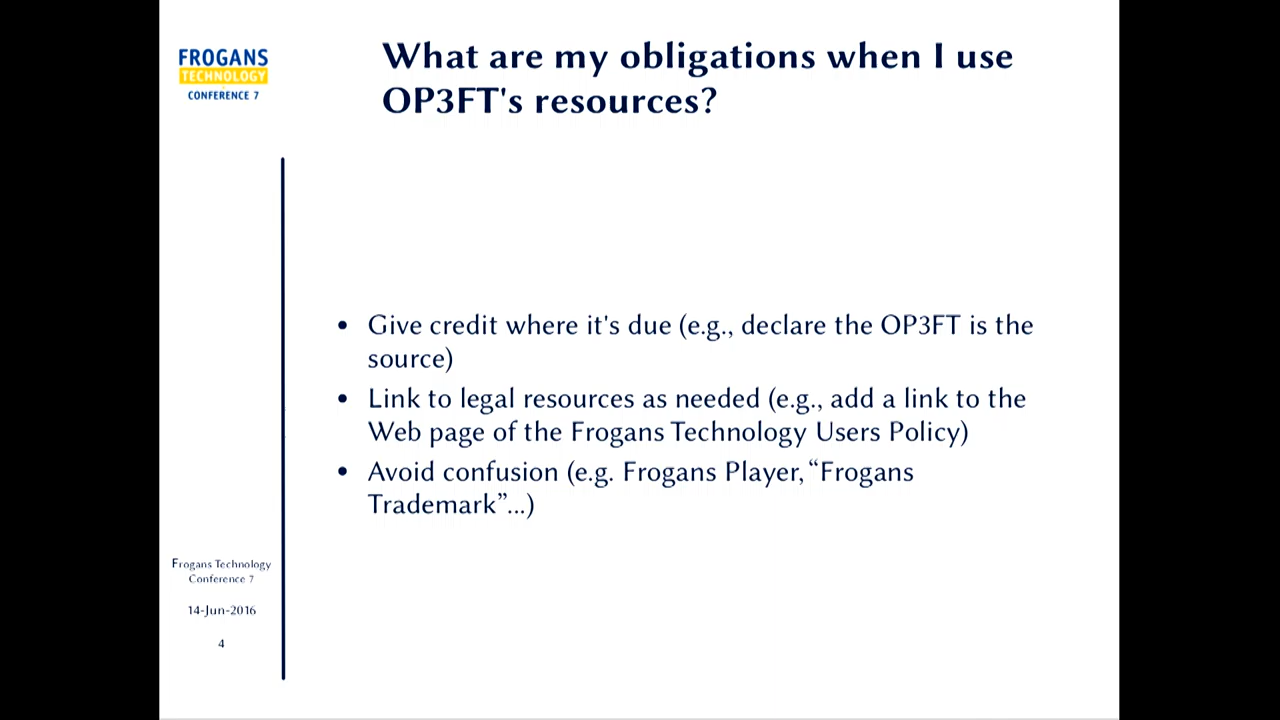 FROGANS
TECHNOLOGY
CONFERENCE 7
What are my obligations when I use
OP3FT's resources?
• Give credit where it's due (e.g., declare the OP3FT is the
source)
• Link to legal resources as needed (e.g., add a link to the
Web page of the Frogans Technology Users Policy)
• Avoid confusion (e.g. Frogans Player, “Frogans
Trademark”...)
Frogans Technology
Conference 7
14-Jun-2016
4